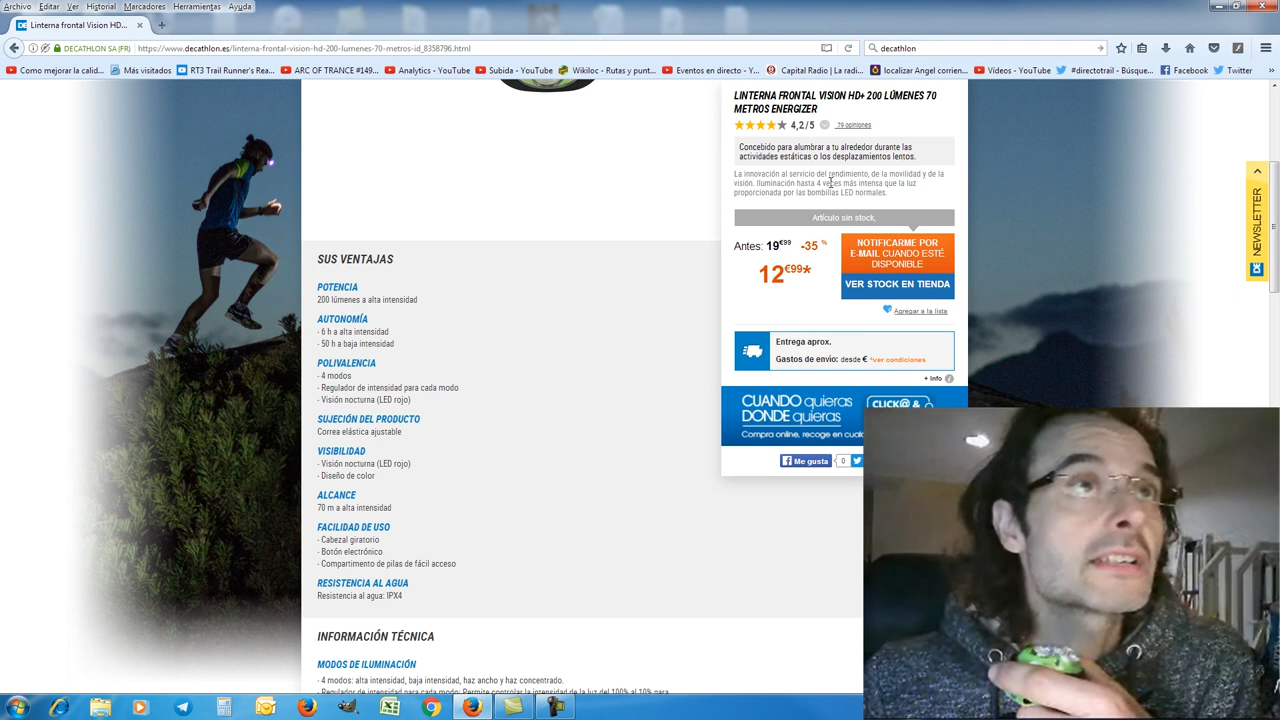 Archivo Editar Ver Historial Marcadores Herramientas Ayuda
Linterna frontal Vision HD...
DECATHLON SA (FR)
https://www.decathlon.es/linterna-frontal-vision-hd-200-lumenes-70-metros-id_8358796.html
decathlon
Como mejorar la calid...
Más visitados
RT3 Trail Runner's Rea...
ARC OF TRANCE #149...
Analytics - YouTube
Subida - YouTube
Wikiloc - Rutas y punt...
Eventos en directo - Y...
Capital Radio | La radi...
localizar Angel corrien...
Vídeos - YouTube
#directotrail - Búsque...
Facebook
Twitter
LINTERNA FRONTAL VISION HD+ 200 LÚMENES 70
METROS ENERGIZER
4,2/5
79 opiniones
Concebido para alumbrar a tu alrededor durante las
actividades estáticas o los desplazamientos lentos.
La innovación al servicio del rendimiento, de la movilidad y de la
visión. Iluminación hasta 4 veces más intensa que la luz
proporcionada por las bombillas LED normales.
Artículo sin stock,
Antes: 19€99 -35 %
12€99*
NOTIFICARME POR
E-MAIL CUANDO ESTÉ
DISPONIBLE
VER STOCK EN TIENDA
Agregar a la lista
Entrega aprox.
Gastos de envio: desde € *ver condiciones
+ Info
CUANDO quieras
DONDE quieras
CLICK@ &
Compra online, recoge en
Me gusta
0
NEWSLETTER
SUS VENTAJAS
POTENCIA
200 lúmenes a alta intensidad
AUTONOMÍA
- 6 h a alta intensidad
- 50 h a baja intensidad
POLIVALENCIA
- 4 modos
- Regulador de intensidad para cada modo
- Visión nocturna (LED rojo)
SUJECIÓN DEL PRODUCTO
Correa elástica ajustable
VISIBILIDAD
- Visión nocturna (LED rojo)
- Diseño de color
ALCANCE
70 m a alta intensidad
FACILIDAD DE USO
- Cabezal giratorio
- Botón electrónico
- Compartimento de pilas de fácil acceso
RESISTENCIA AL AGUA
Resistencia al agua: IPX4
INFORMACIÓN TÉCNICA
MODOS DE ILUMINACIÓN
- 4 modos: alta intensidad, baja intensidad, haz ancho y haz concentrado.
- Regulador de intensidad para cada modo: Permite controlar la intensidad de la luz del 100% al 10% para